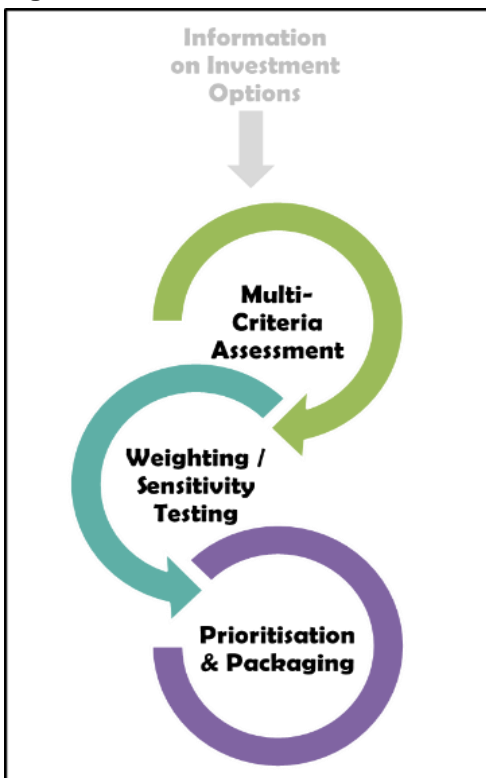 Information
on Investment
Options
Multi-
Criteria
Assessment
Weighting /
Sensitivity
Testing
Prioritisation
& Packaging